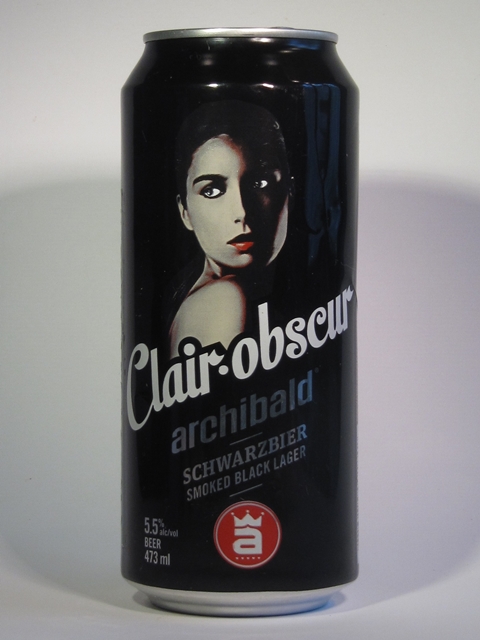 Clair·obscur
archibald
SCHWARZBIER
SMOKED BLACK LAGER
5.5% alc/vol
BEER
473 ml
a